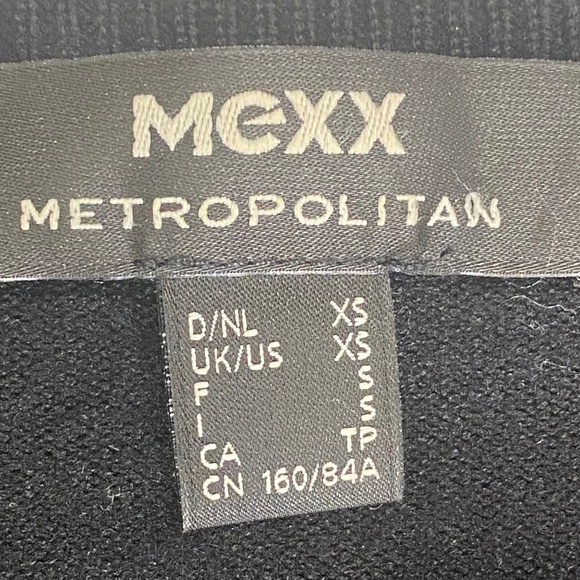 Mexx
METROPOLITAN
D/NL XS
UK/US XS
F S
I S
CA TP
CN 160/84A